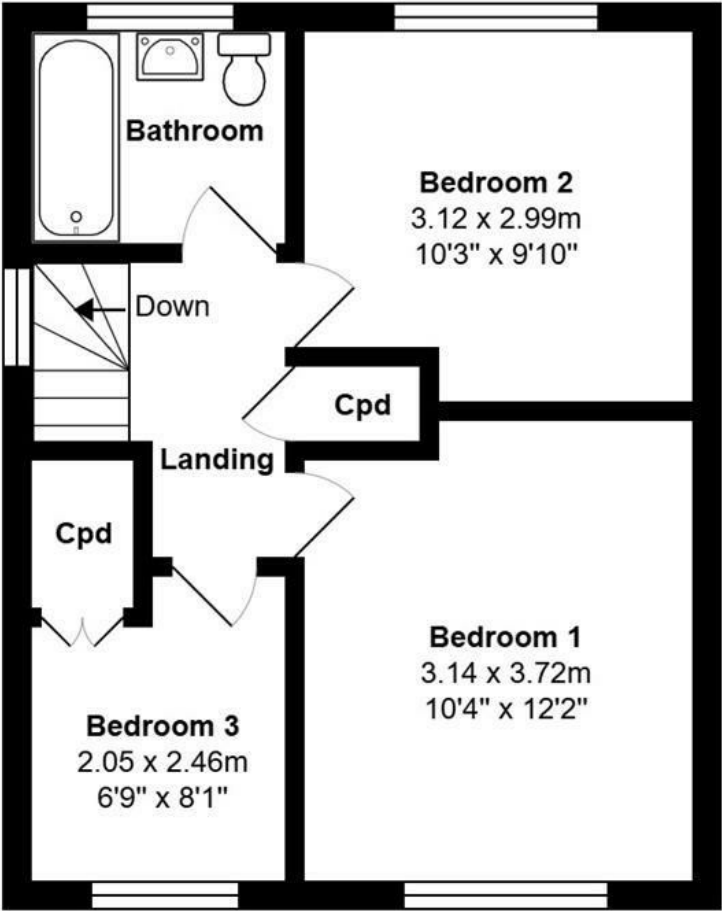 Bathroom
Bedroom 2
3.12 x 2.99m
10'3" x 9'10"
Down
Cpd
Landing
Cpd
Bedroom 1
3.14 x 3.72m
10'4" x 12'2"
Bedroom 3
2.05 x 2.46m
6'9" x 8'1"